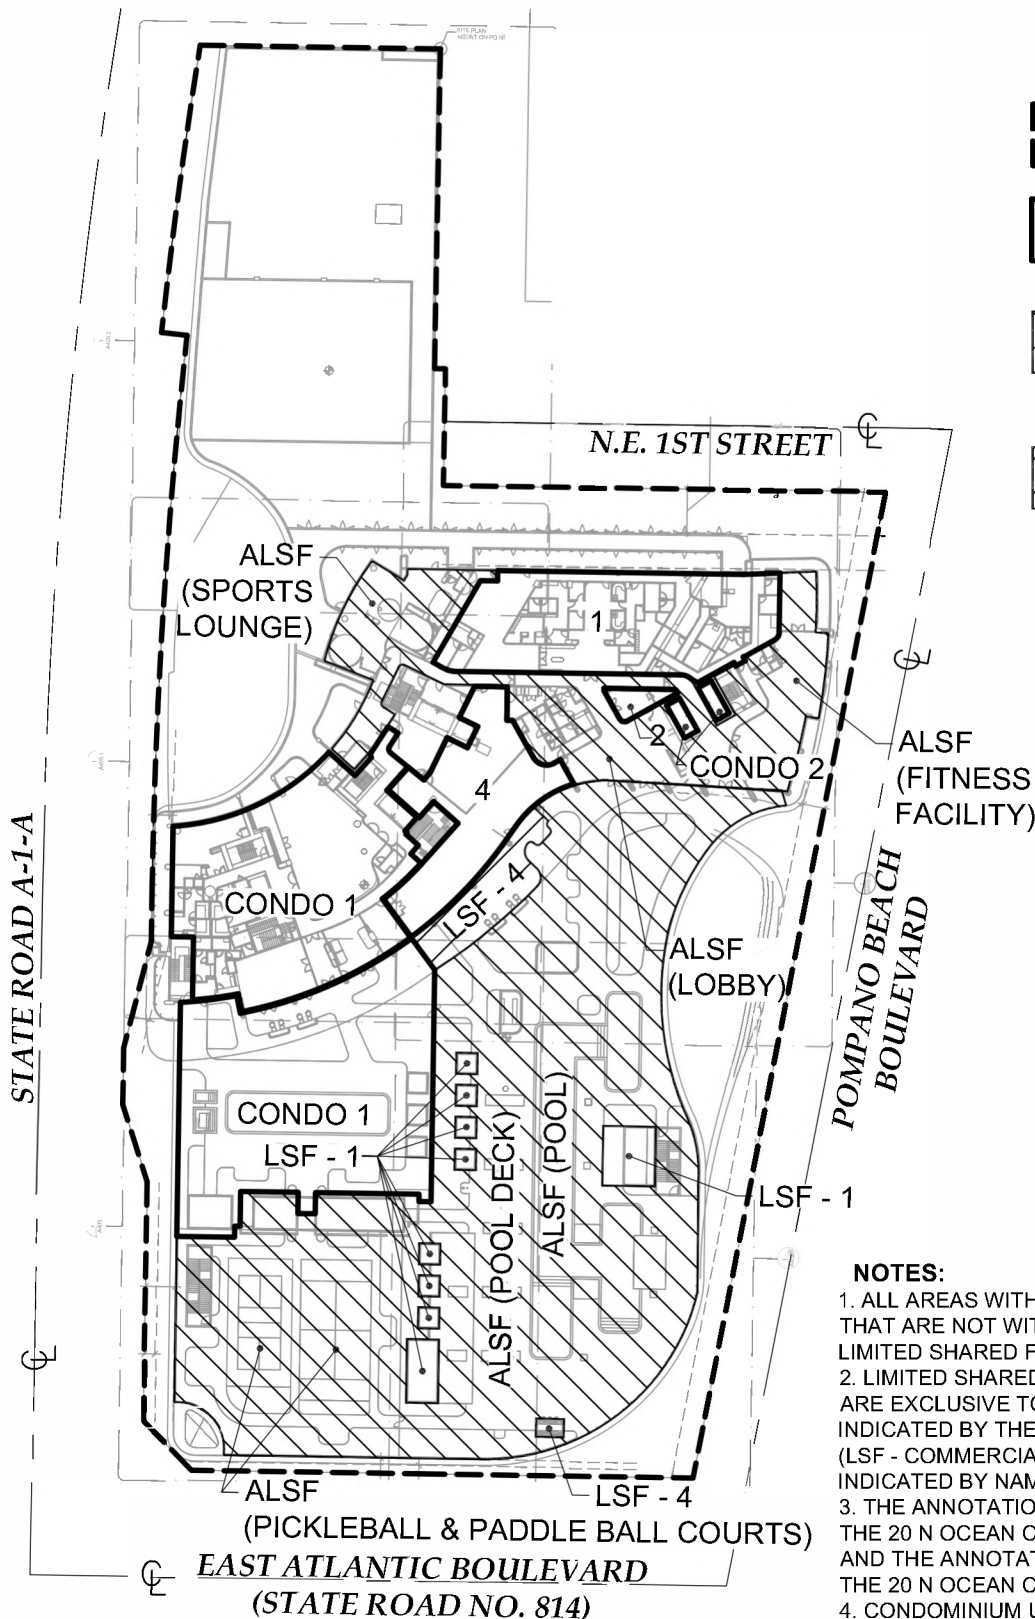 SITE PLAN
N.E. 1ST STREET
ALSF
(SPORTS
LOUNGE)
1
2
CONDO 2
ALSF
(FITNESS
FACILITY)
4
STATE ROAD A-1-A
CONDO 1
LSF - 4
ALSF
(LOBBY)
POMPANO BEACH
BOULEVARD
CONDO 1
LSF - 1
ALSF (POOL DECK)
ALSF (POOL)
LSF - 1
NOTES:
1. ALL AREAS WITH
THAT ARE NOT WIT
LIMITED SHARED F
2. LIMITED SHARED
ARE EXCLUSIVE TO
INDICATED BY THE
(LSF - COMMERCIA
INDICATED BY NAM
3. THE ANNOTATIO
THE 20 N OCEAN C
AND THE ANNOTAT
THE 20 N OCEAN C
4. CONDOMINIUM U
ALSF
(PICKLEBALL & PADDLE BALL COURTS)
LSF - 4
EAST ATLANTIC BOULEVARD
(STATE ROAD NO. 814)